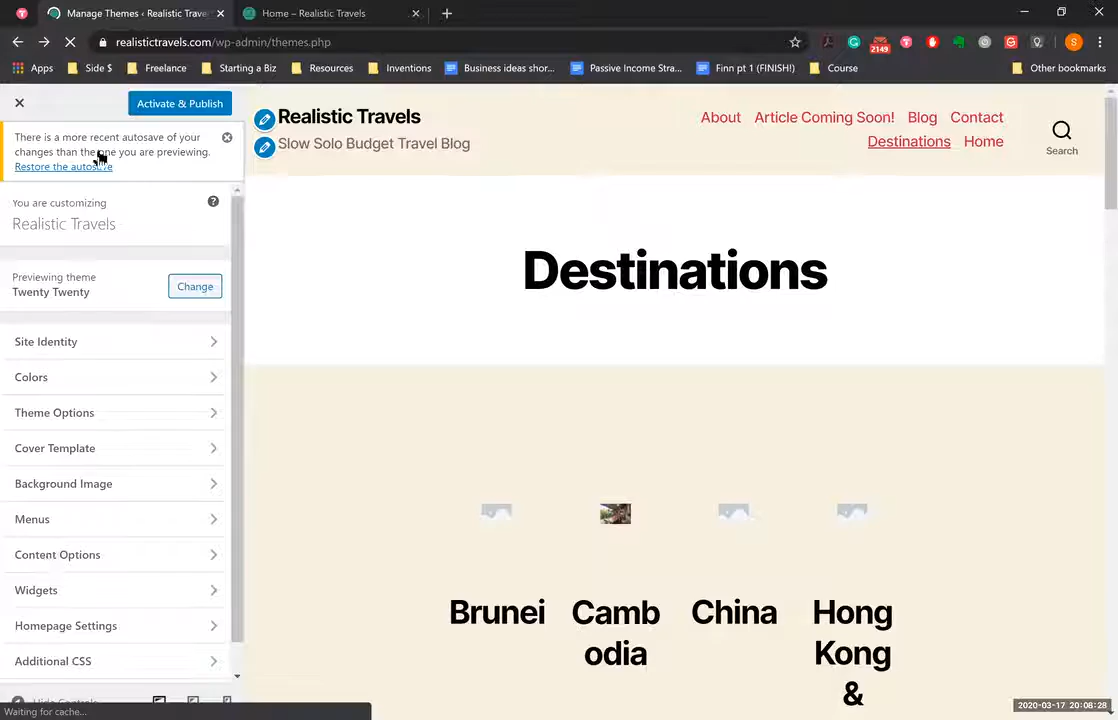 Manage Themes ‹ Realistic Trave
Home – Realistic Travels
realistictravels.com/wp-admin/themes.php
2149
S
Apps
Side $
Freelance
Starting a Biz
Resources
Inventions
Business ideas shor...
Passive Income Stra...
Finn pt 1 (FINISH!)
Course
Other bookmarks
Activate & Publish
There is a more recent autosave of your
changes than the one you are previewing.
Restore the autosave
You are customizing
Realistic Travels
Previewing theme
Twenty Twenty
Change
Site Identity
Colors
Theme Options
Cover Template
Background Image
Menus
Content Options
Widgets
Homepage Settings
Additional CSS
Hide Controls
Waiting for cache...
Realistic Travels
Slow Solo Budget Travel Blog
About Article Coming Soon! Blog Contact
Destinations Home
Search
Destinations
Brunei
Camb
odia
China
Hong
Kong
&
2020-03-17 20:08:28